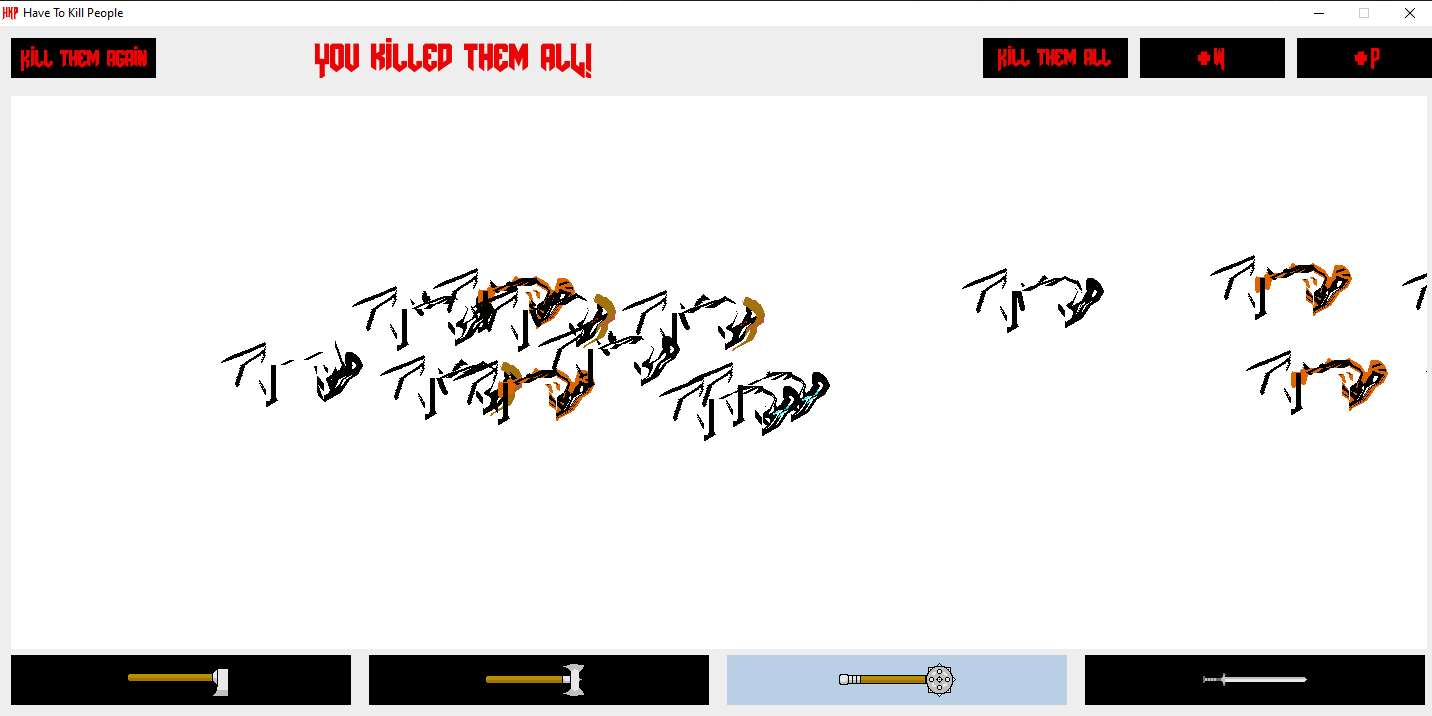 HKP Have To Kill People
KILL THEM AGAIN
YOU KILLED THEM ALL!
KILL THEM ALL
+ W
+ P